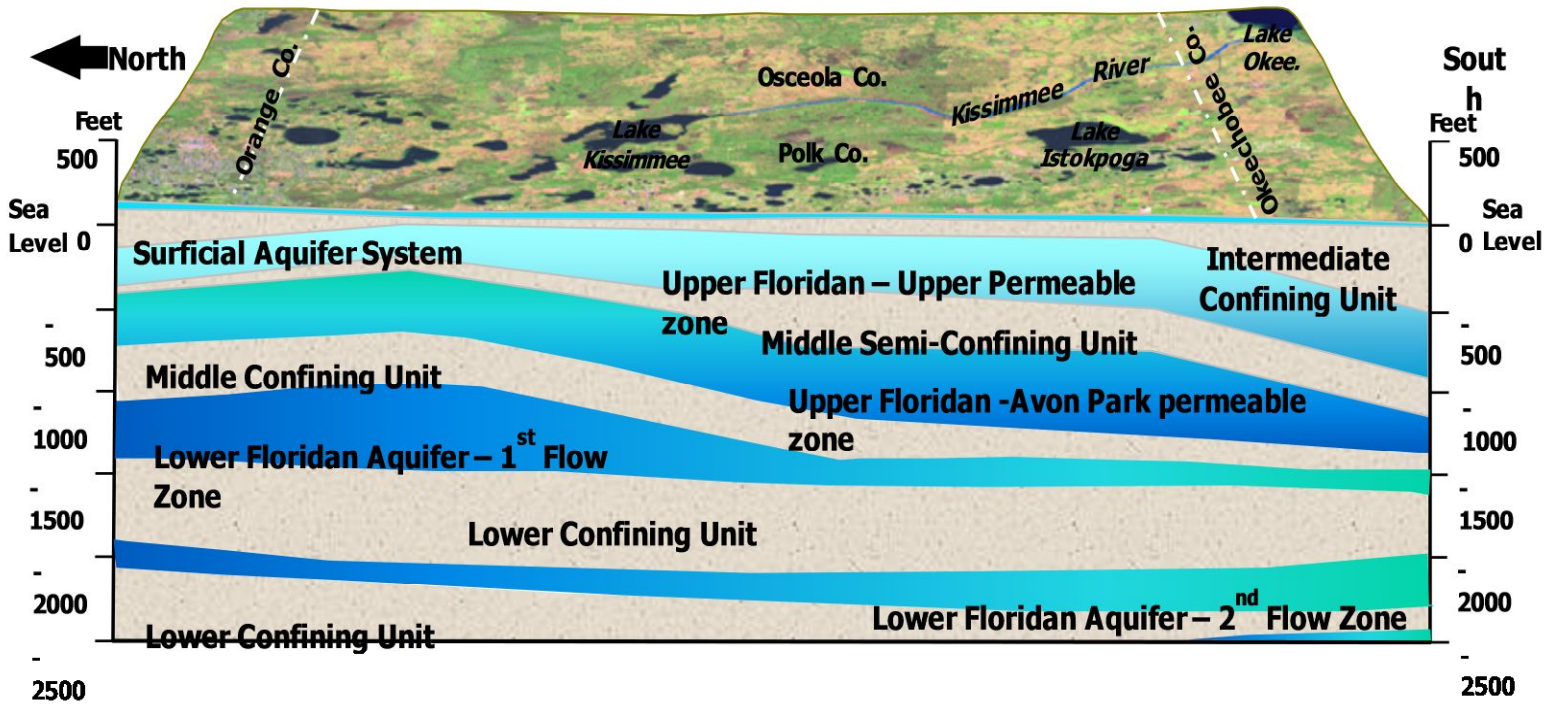 North
Orange Co.
Osceola Co.
Kissimmee River
Okeechobee Co.
Lake
Okee.
Sout
h
Feet
500
Lake
Kissimmee
Polk Co.
Lake
Istokpoga
Feet
500
Sea
Level 0
Sea
0 Level
Surficial Aquifer System
Upper Floridan – Upper Permeable
zone
Intermediate
Confining Unit
-
500
Middle Semi-Confining Unit
-
500
Middle Confining Unit
Upper Floridan -Avon Park permeable
zone
-
1000
-
1000
Lower Floridan Aquifer – 1st Flow
Zone
-
1500
-
1500
Lower Confining Unit
-
2000
-
2000
Lower Floridan Aquifer – 2nd Flow Zone
Lower Confining Unit
-
2500
-
2500